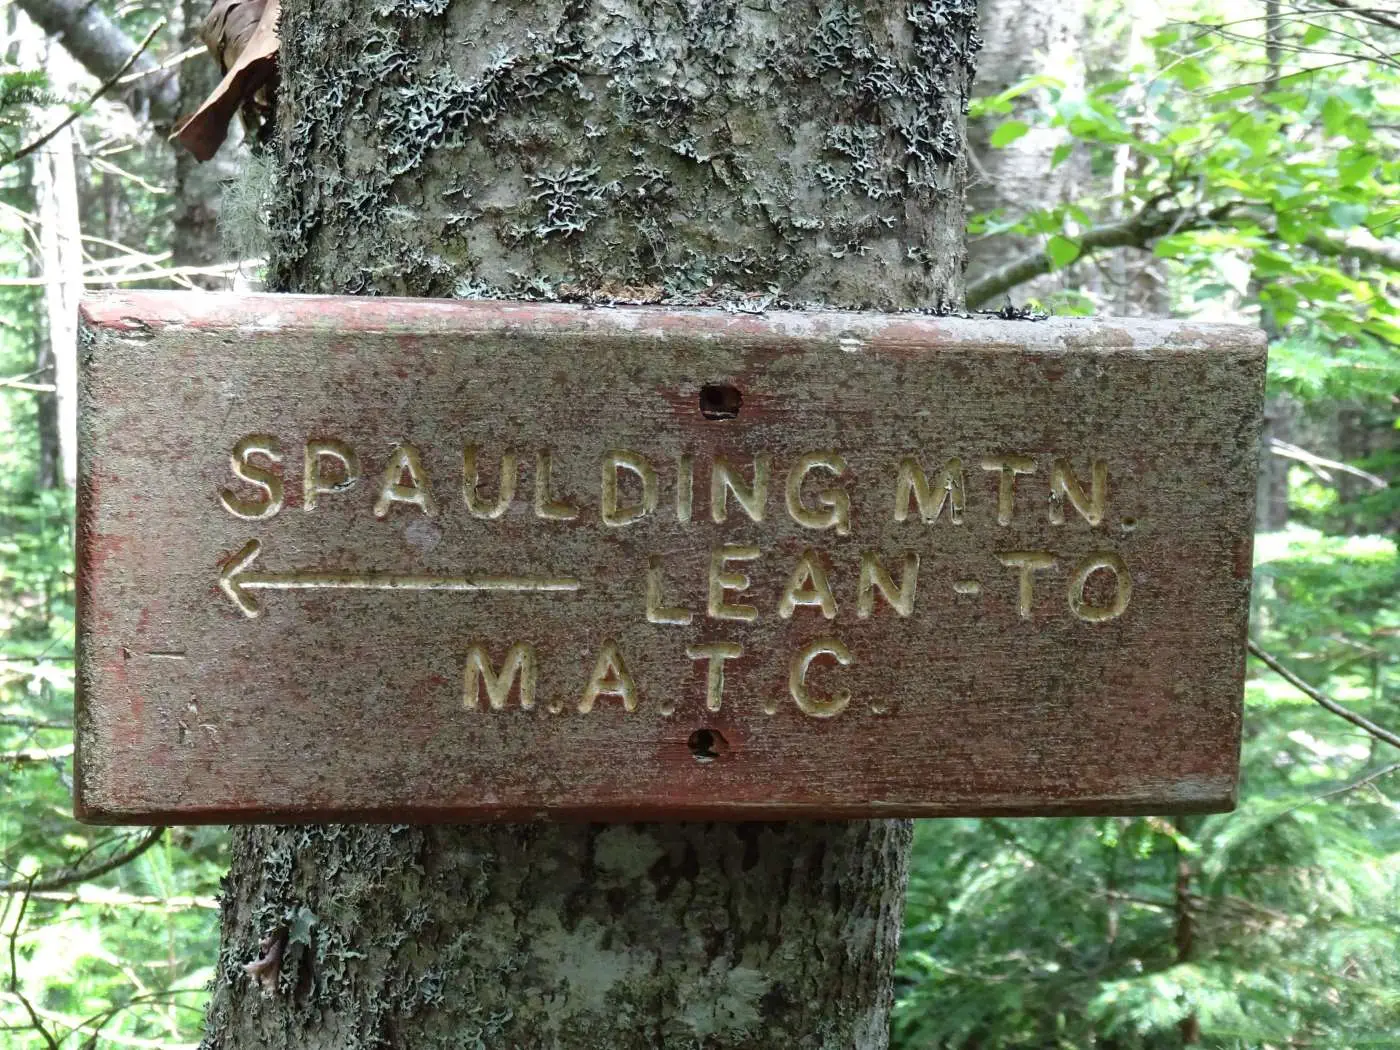 SPAULDING MTN.
← LEAN-TO
M.A.T.C.